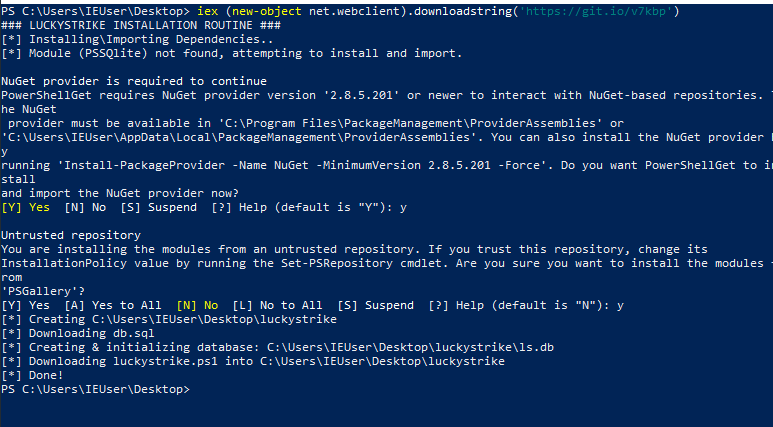 PS C:\Users\IEUser\Desktop> iex (new-object net.webclient).downloadstring('https://git.io/v7kbp')
### LUCKYSTRIKE INSTALLATION ROUTINE ###
[*] Installing\Importing Dependencies..
[*] Module (PSSQlite) not found, attempting to install and import.
NuGet provider is required to continue
PowerShellGet requires NuGet provider version '2.8.5.201' or newer to interact with NuGet-based repositories.
he NuGet
provider must be available in 'C:\Program Files\PackageManagement\ProviderAssemblies' or
'C:\Users\IEUser\AppData\Local\PackageManagement\ProviderAssemblies'. You can also install the NuGet provider
y
running 'Install-PackageProvider -Name NuGet -MinimumVersion 2.8.5.201 -Force'. Do you want PowerShellGet to in
stall
and import the NuGet provider now?
[Y] Yes [N] No [S] Suspend [?] Help (default is "Y"): y
Untrusted repository
You are installing the modules from an untrusted repository. If you trust this repository, change its
InstallationPolicy value by running the Set-PSRepository cmdlet. Are you sure you want to install the modules
rom
'PSGallery'?
[Y] Yes [A] Yes to All [N] No [L] No to All [S] Suspend [?] Help (default is "N"): y
[*] Creating C:\Users\IEUser\Desktop\luckystrike
[*] Downloading db.sql
[*] Creating & initializing database: C:\Users\IEUser\Desktop\luckystrike\ls.db
[*] Downloading luckystrike.ps1 into C:\Users\IEUser\Desktop\luckystrike
[*] Done!
PS C:\Users\IEUser\Desktop>